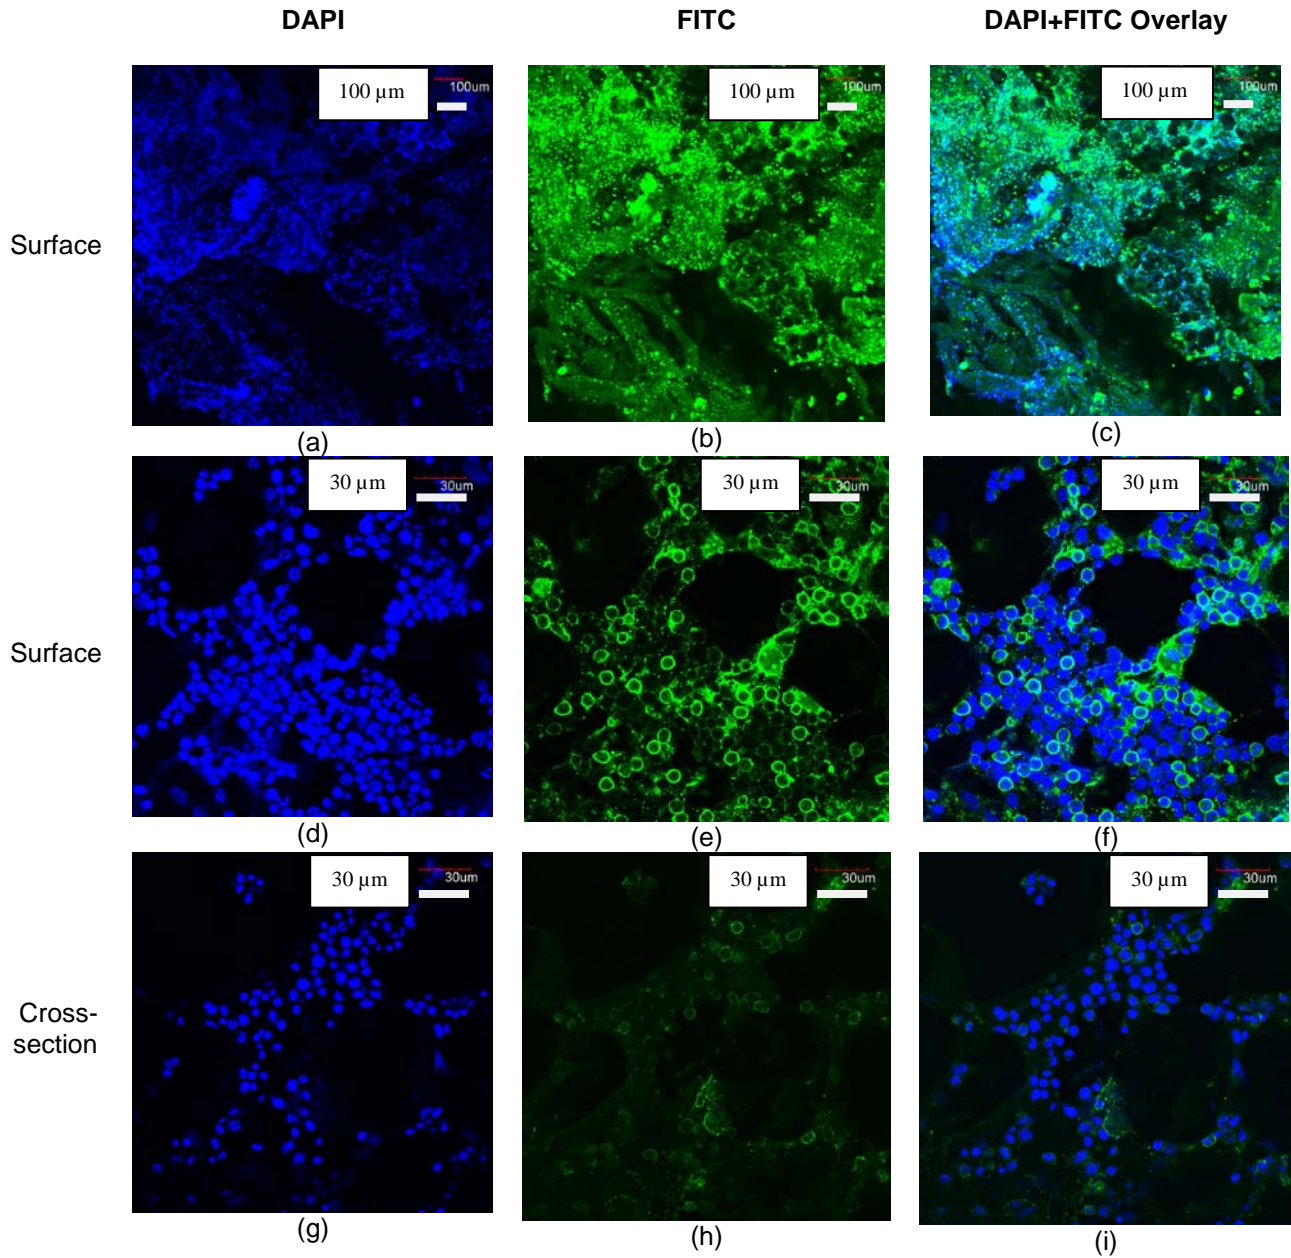 DAPI FITC DAPI+FITC Overlay
100 µm 100um 100 µm 100um 100 µm 100um
Surface
(a) (b) (c)
30 µm 30um 30 µm 30um 30 µm 30um
Surface
(d) (e) (f)
30 µm 30um 30 µm 30um 30 µm 30um
Cross-
section
(g) (h) (i)